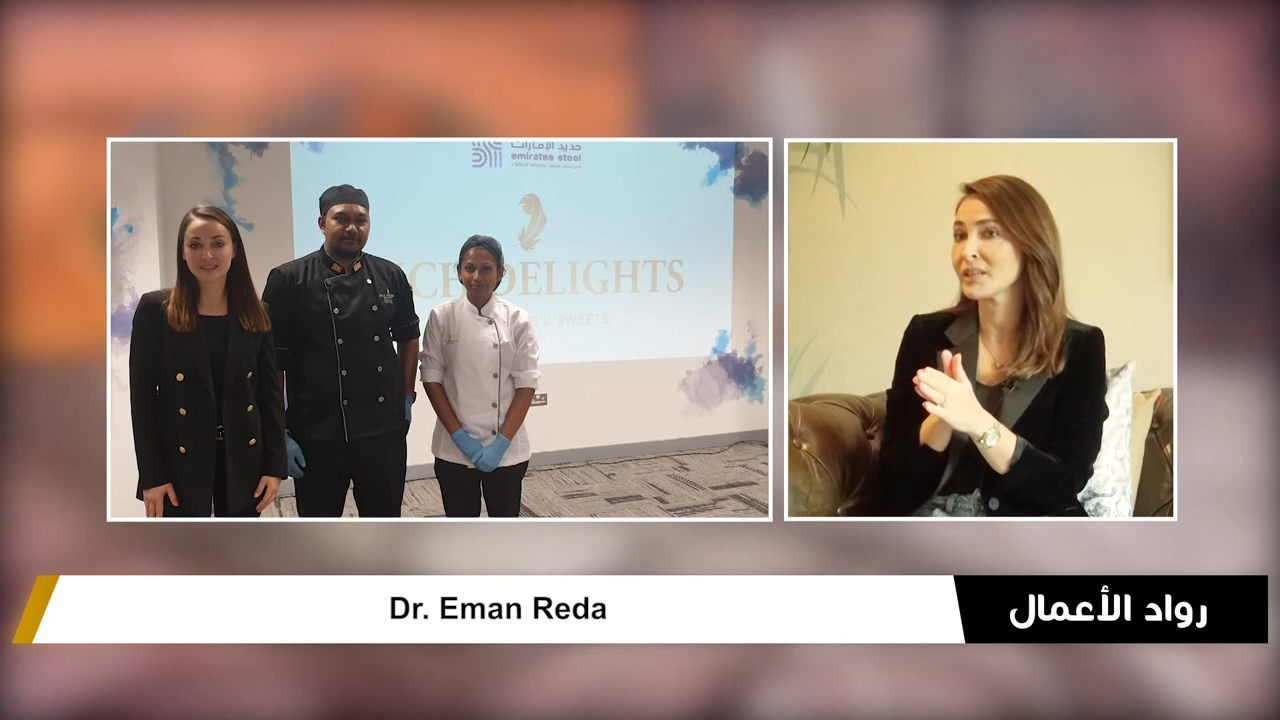 حديد الإمارات
emirates steel
DELIGHTS
& SWEETS
Dr. Eman Reda
رواد الأعمال